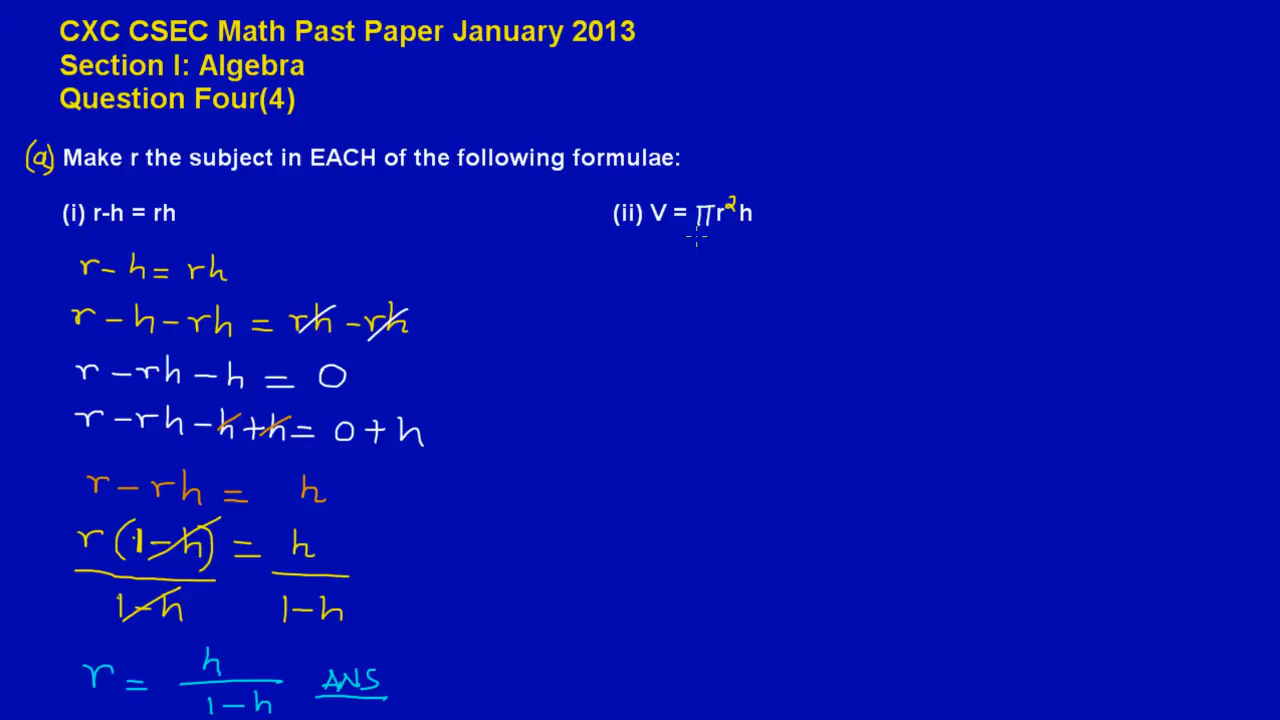 CXC CSEC Math Past Paper January 2013
Section I: Algebra
Question Four(4)
(a) Make r the subject in EACH of the following formulae:
(i) r-h = rh
(ii) V = πr²h
r - h = rh
r - h - rh = rh - rh
r - rh - h = 0
r - rh - h + h = 0 + h
r - rh = h
r (1 - h) = h
1 - h 1 - h
r = h
1 - h
ANS